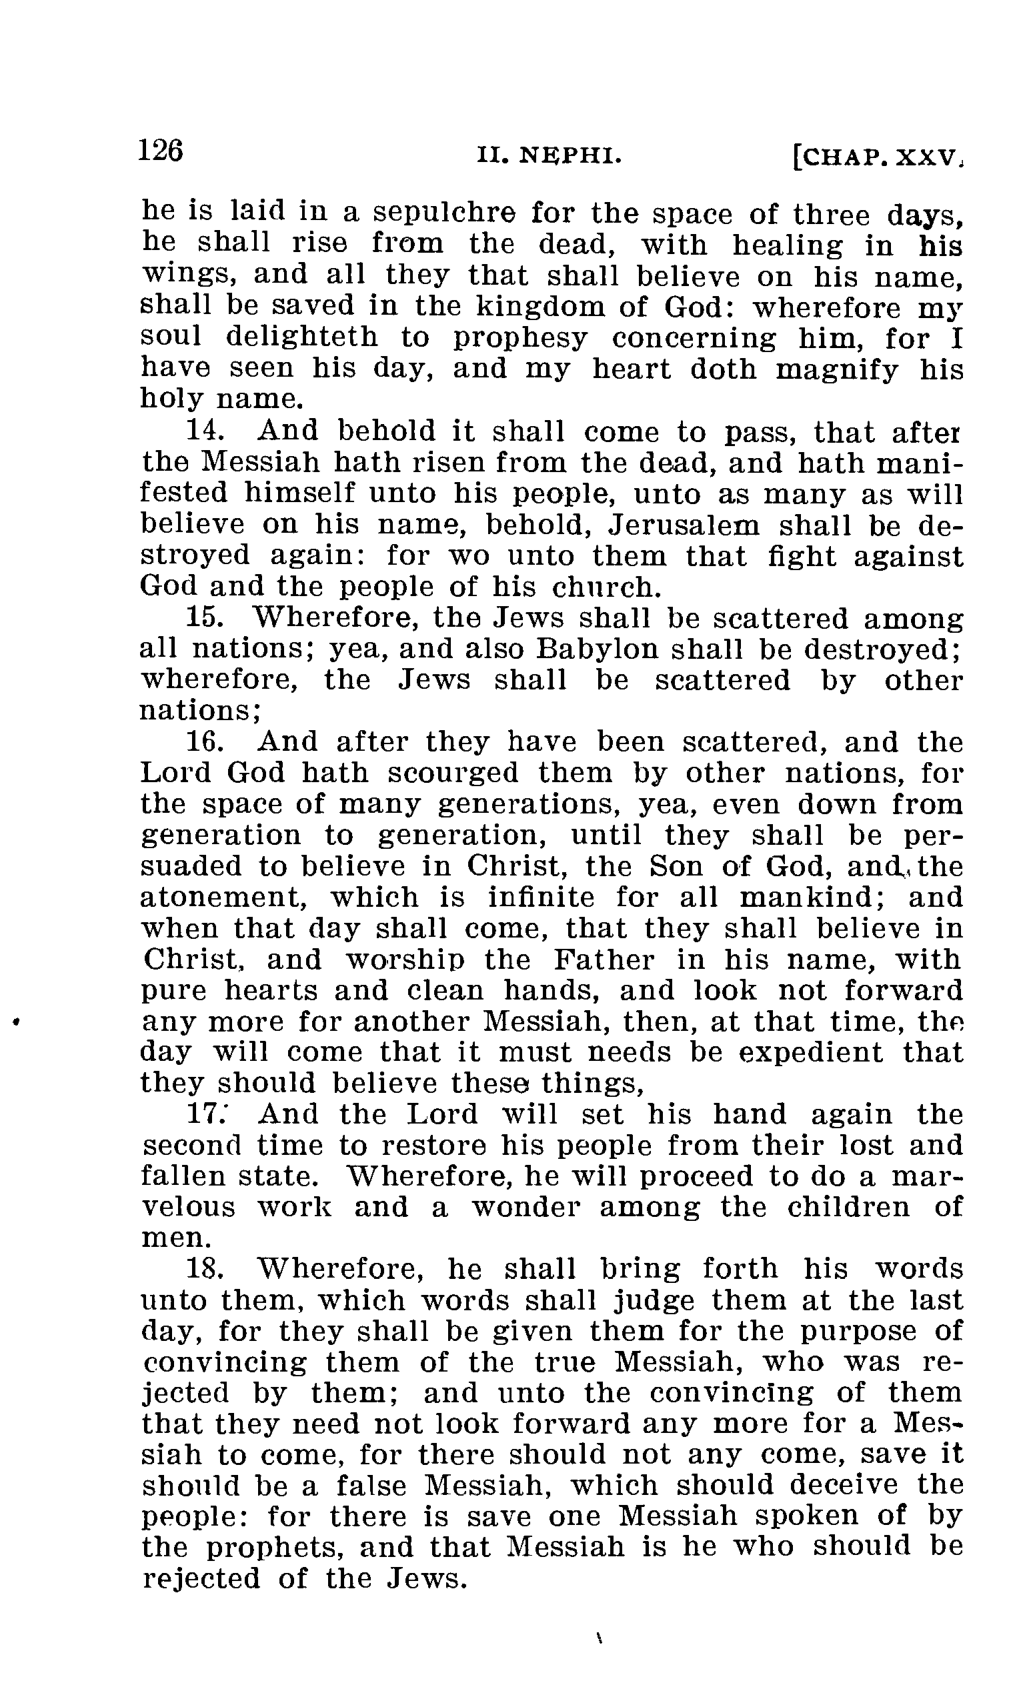 126 II. NEPHI. [CHAP. XXV.
he is laid in a sepulchre for the space of three days,
he shall rise from the dead, with healing in his
wings, and all they that shall believe on his name,
shall be saved in the kingdom of God: wherefore my
soul delighteth to prophesy concerning him, for I
have seen his day, and my heart doth magnify his
holy name.
14. And behold it shall come to pass, that after
the Messiah hath risen from the dead, and hath mani-
fested himself unto his people, unto as many as will
believe on his name, behold, Jerusalem shall be de-
stroyed again: for wo unto them that fight against
God and the people of his church.
15. Wherefore, the Jews shall be scattered among
all nations; yea, and also Babylon shall be destroyed;
wherefore, the Jews shall be scattered by other
nations;
16. And after they have been scattered, and the
Lord God hath scourged them by other nations, for
the space of many generations, yea, even down from
generation to generation, until they shall be per-
suaded to believe in Christ, the Son of God, and the
atonement, which is infinite for all mankind; and
when that day shall come, that they shall believe in
Christ, and worship the Father in his name, with
pure hearts and clean hands, and look not forward
any more for another Messiah, then, at that time, the
day will come that it must needs be expedient that
they should believe these things,
17. And the Lord will set his hand again the
second time to restore his people from their lost and
fallen state. Wherefore, he will proceed to do a mar-
velous work and a wonder among the children of
men.
18. Wherefore, he shall bring forth his words
unto them, which words shall judge them at the last
day, for they shall be given them for the purpose of
convincing them of the true Messiah, who was re-
jected by them; and unto the convincing of them
that they need not look forward any more for a Mes-
siah to come, for there should not any come, save it
should be a false Messiah, which should deceive the
people: for there is save one Messiah spoken of by
the prophets, and that Messiah is he who should be
rejected of the Jews.